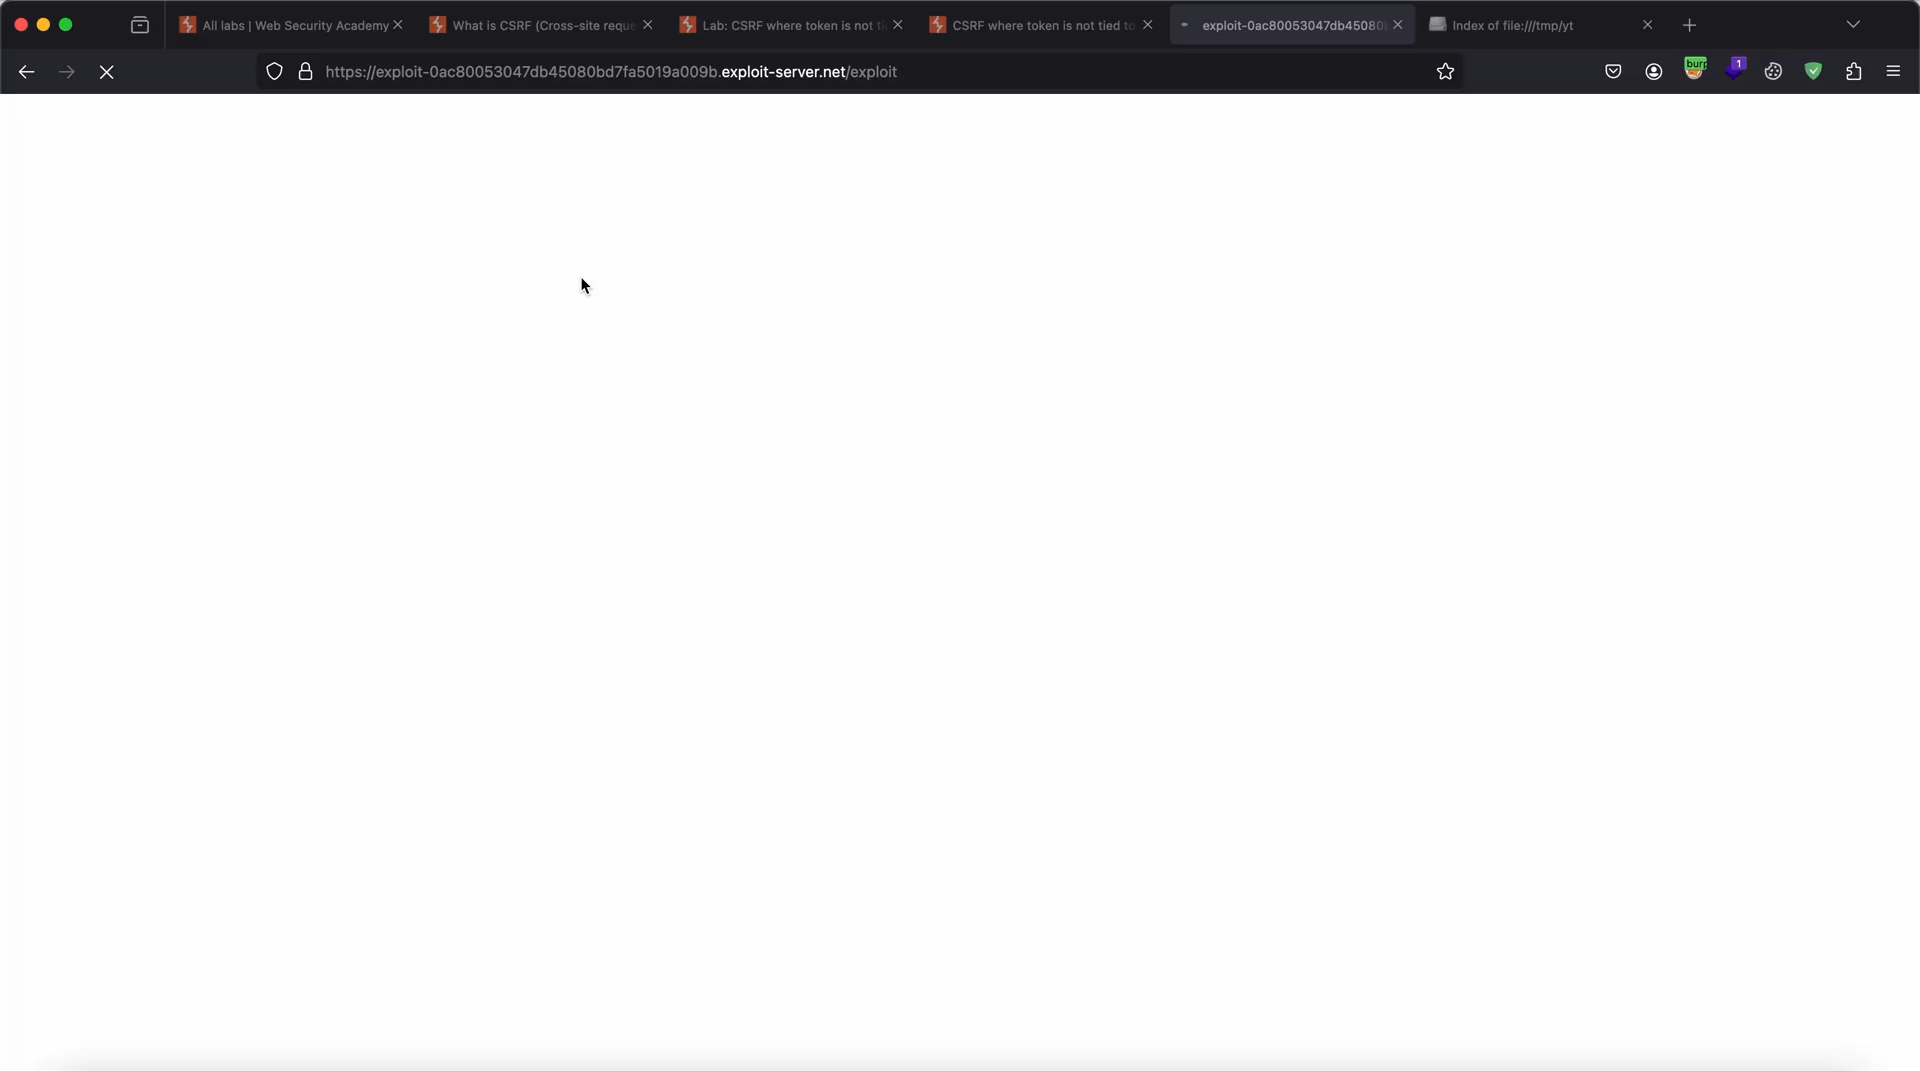 All labs | Web Security Academy
What is CSRF (Cross-site reque
Lab: CSRF where token is not ti
CSRF where token is not tied to
exploit-0ac80053047db45080
Index of file:///tmp/yt
https://exploit-0ac80053047db45080bd7fa5019a009b.exploit-server.net/exploit
burp
1